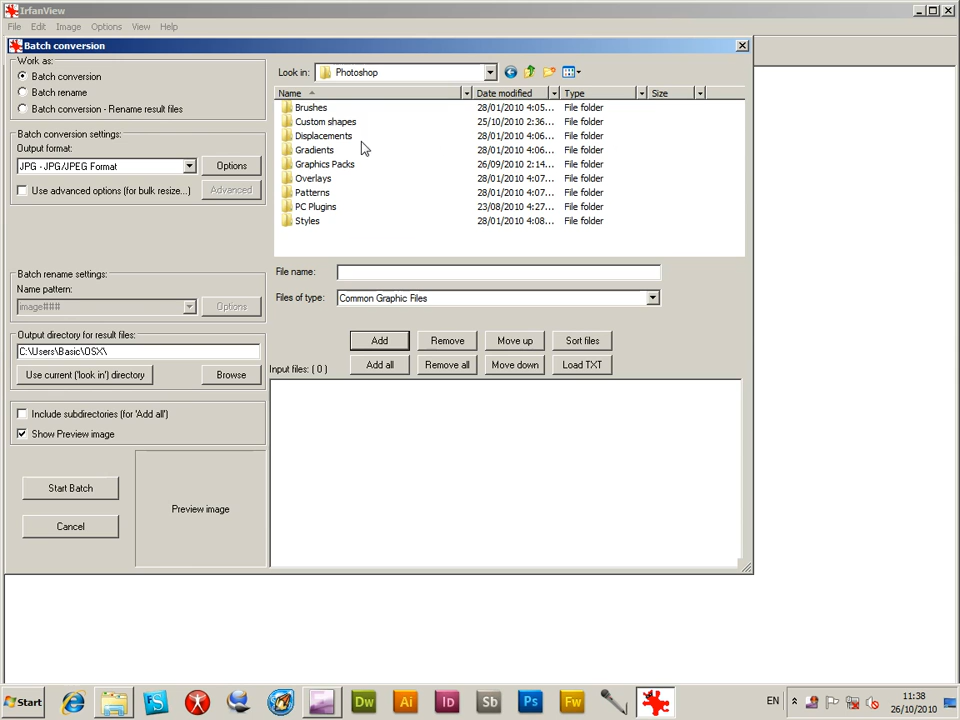 IrfanView
File Edit Image Options View Help
Batch conversion
Work as:
Batch conversion
Batch rename
Batch conversion - Rename result files
Batch conversion settings:
Output format:
JPG - JPG/JPEG Format
Options
Use advanced options (for bulk resize...)
Advanced
Batch rename settings:
Name pattern:
image###
Options
Output directory for result files:
C:\Users\Basic\OSX\
Use current ('look in') directory
Browse
Include subdirectories (for 'Add all')
Show Preview image
Start Batch
Cancel
Preview image
Look in: Photoshop
Name Date modified Type Size
Brushes 28/01/2010 4:05... File folder
Custom shapes 25/10/2010 2:36... File folder
Displacements 28/01/2010 4:06... File folder
Gradients 28/01/2010 4:06... File folder
Graphics Packs 26/09/2010 2:14... File folder
Overlays 28/01/2010 4:07... File folder
Patterns 28/01/2010 4:07... File folder
PC Plugins 23/08/2010 4:27... File folder
Styles 28/01/2010 4:08... File folder
File name:
Files of type: Common Graphic Files
Add Remove Move up Sort files
Input files: ( 0 ) Add all Remove all Move down Load TXT
Start
FS
Dw
Ai
Id
Sb
Ps
Fw
EN
11:38
26/10/2010